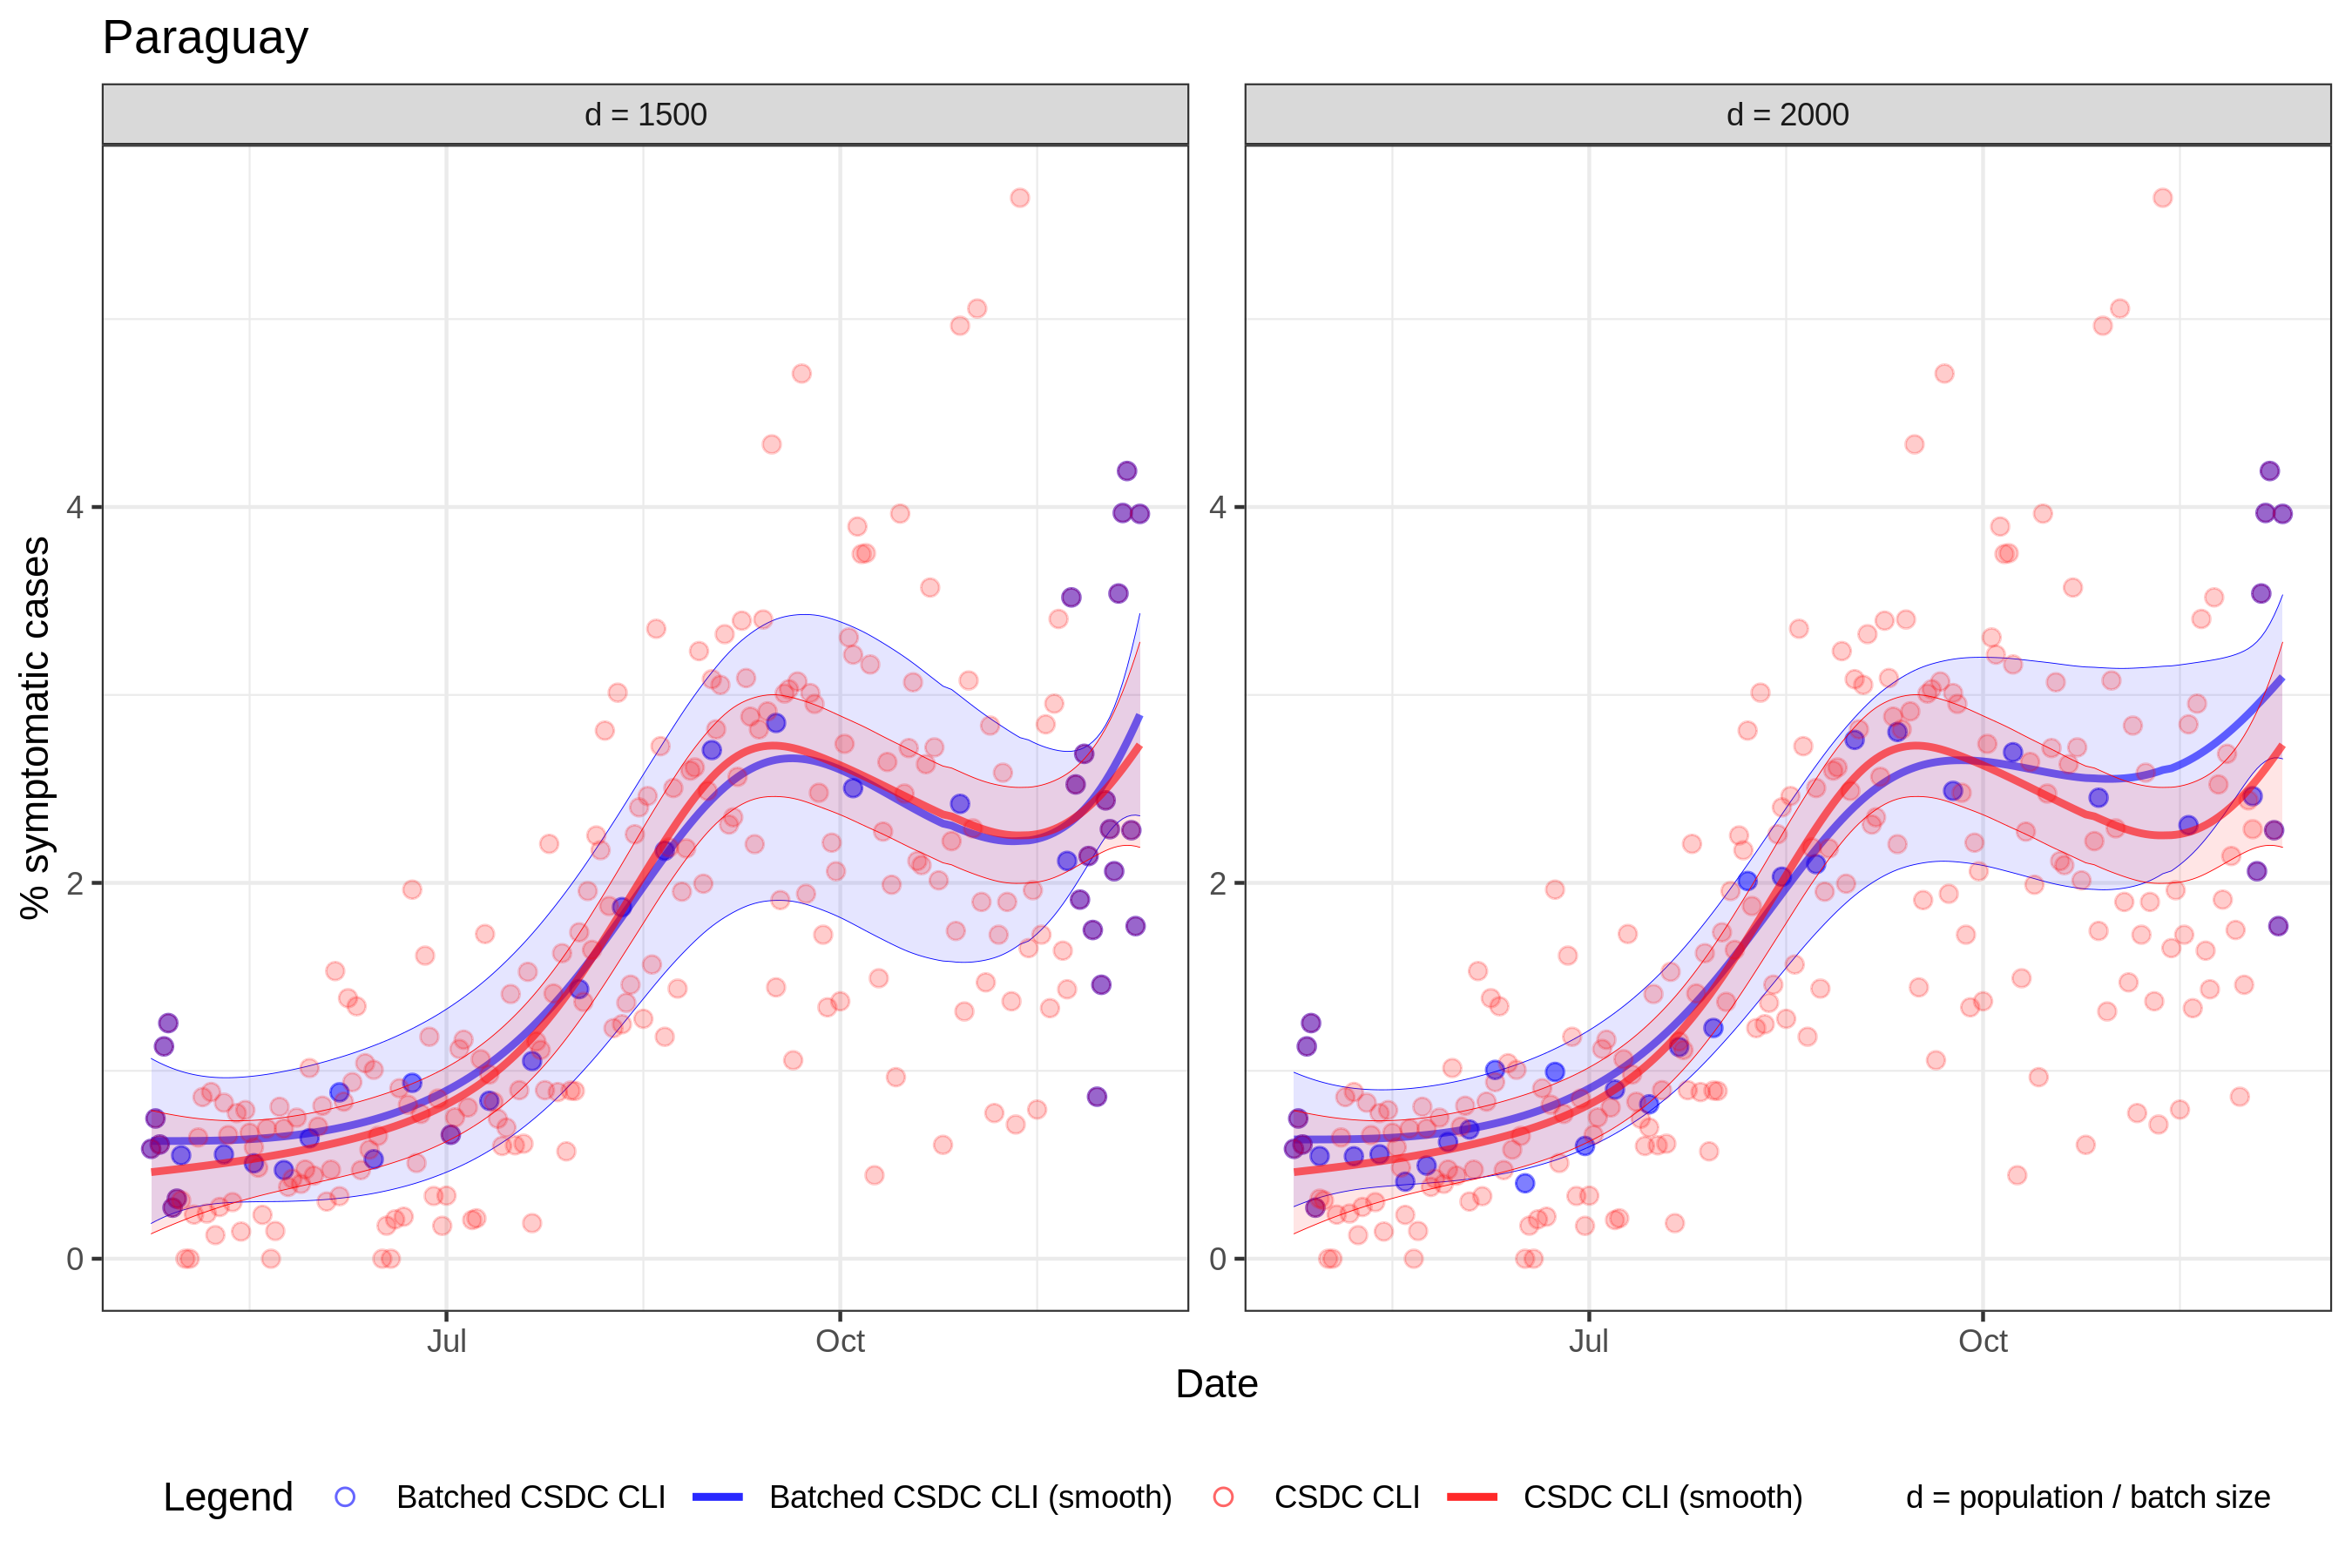 Paraguay
d = 1500
d = 2000
% symptomatic cases
4
2
0
4
2
0
Jul
Oct
Jul
Oct
Date
Legend
Batched CSDC CLI
Batched CSDC CLI (smooth)
CSDC CLI
CSDC CLI (smooth)
d = population / batch size